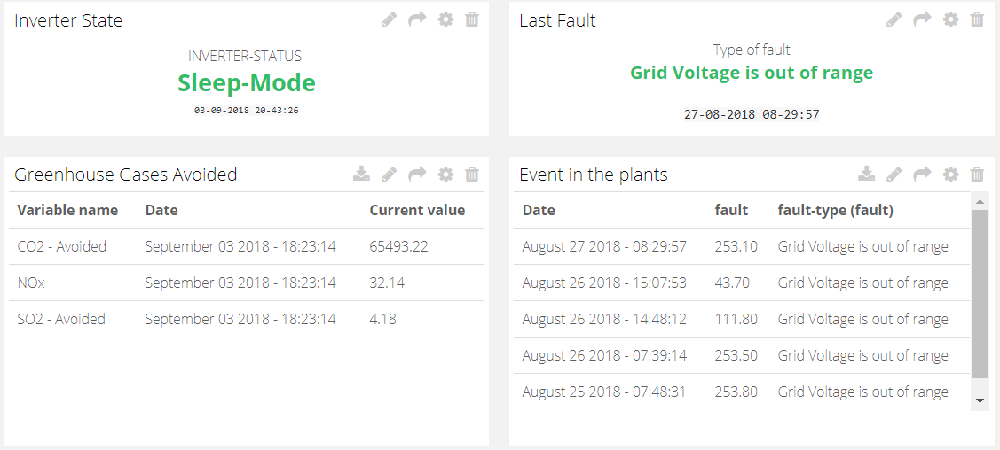 Inverter State
INVERTER-STATUS
Sleep-Mode
03-09-2018 20-43-26
Last Fault
Type of fault
Grid Voltage is out of range
27-08-2018 08-29-57
Greenhouse Gases Avoided
Variable name Date Current value
CO2 - Avoided September 03 2018 - 18:23:14 65493.22
NOx September 03 2018 - 18:23:14 32.14
SO2 - Avoided September 03 2018 - 18:23:14 4.18
Event in the plants
Date fault fault-type (fault)
August 27 2018 - 08:29:57 253.10 Grid Voltage is out of range
August 26 2018 - 15:07:53 43.70 Grid Voltage is out of range
August 26 2018 - 14:48:12 111.80 Grid Voltage is out of range
August 26 2018 - 07:39:14 253.50 Grid Voltage is out of range
August 25 2018 - 07:48:31 253.80 Grid Voltage is out of range